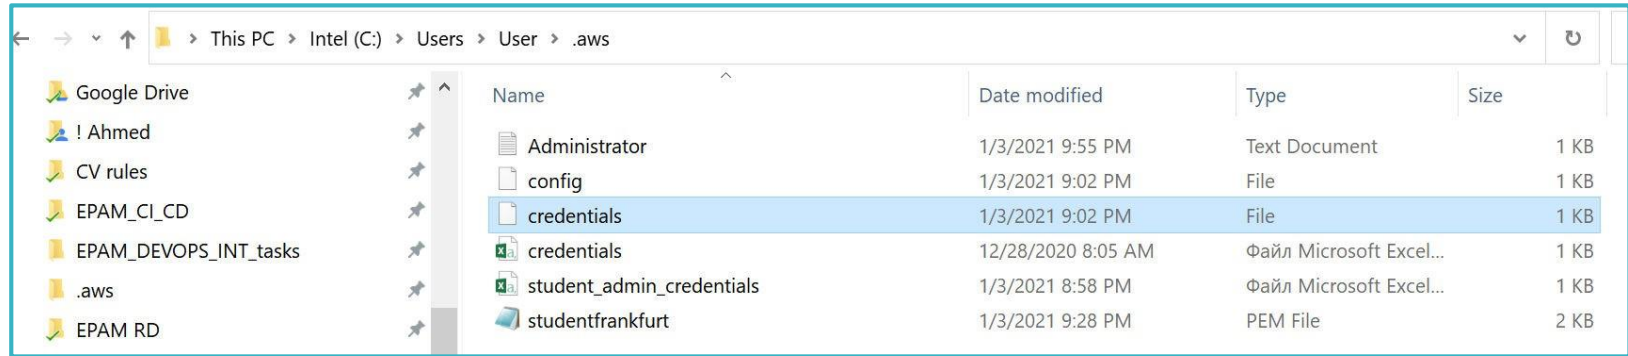 This PC > Intel (C:) > Users > User > .aws
Google Drive
! Ahmed
CV rules
EPAM_CI_CD
EPAM_DEVOPS_INT_tasks
.aws
EPAM RD
Name Date modified Type Size
Administrator 1/3/2021 9:55 PM Text Document 1 KB
config 1/3/2021 9:02 PM File 1 KB
credentials 1/3/2021 9:02 PM File 1 KB
credentials 12/28/2020 8:05 AM Файл Microsoft Excel... 1 KB
student_admin_credentials 1/3/2021 8:58 PM Файл Microsoft Excel... 1 KB
studentfrankfurt 1/3/2021 9:28 PM PEM File 2 KB